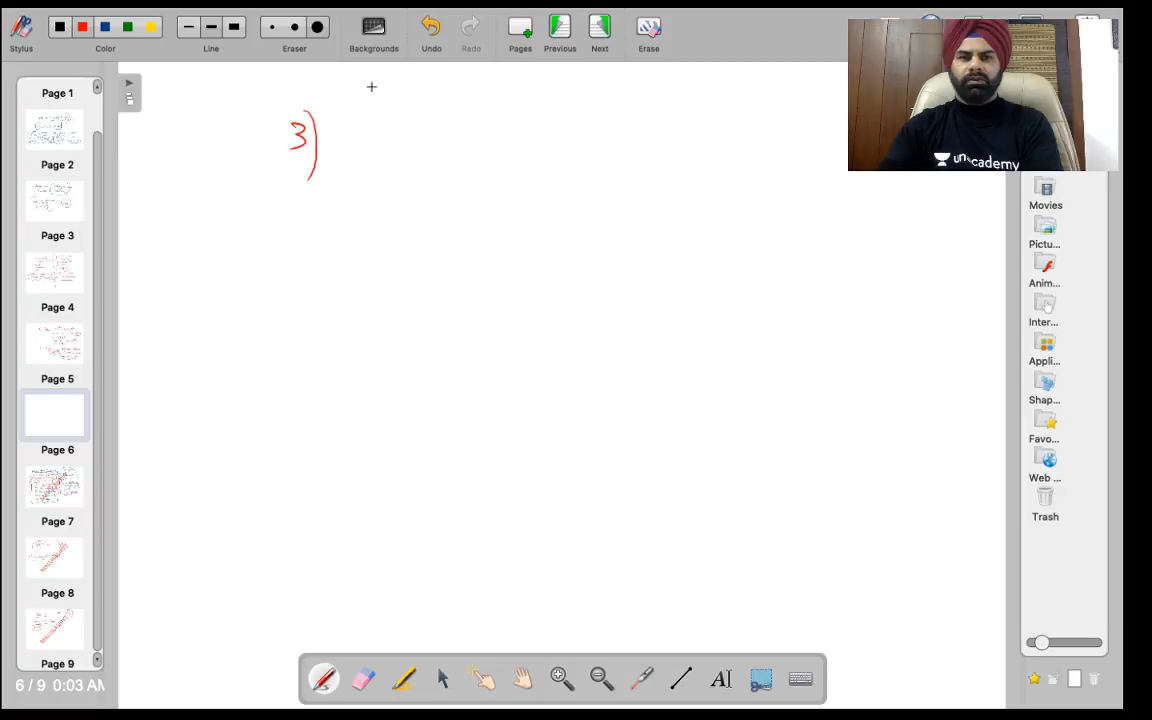 Stylus
Color
Line
Eraser
Backgrounds
Undo
Redo
Pages
Previous
Next
Erase
Page 1
Page 2
Page 3
Page 4
Page 5
Page 6
Page 7
Page 8
Page 9
6 / 9 0:03 AM
3)
unacademy
Movies
Pictu...
Anim...
Inter...
Appli...
Shap...
Favo...
Web ...
Trash
A